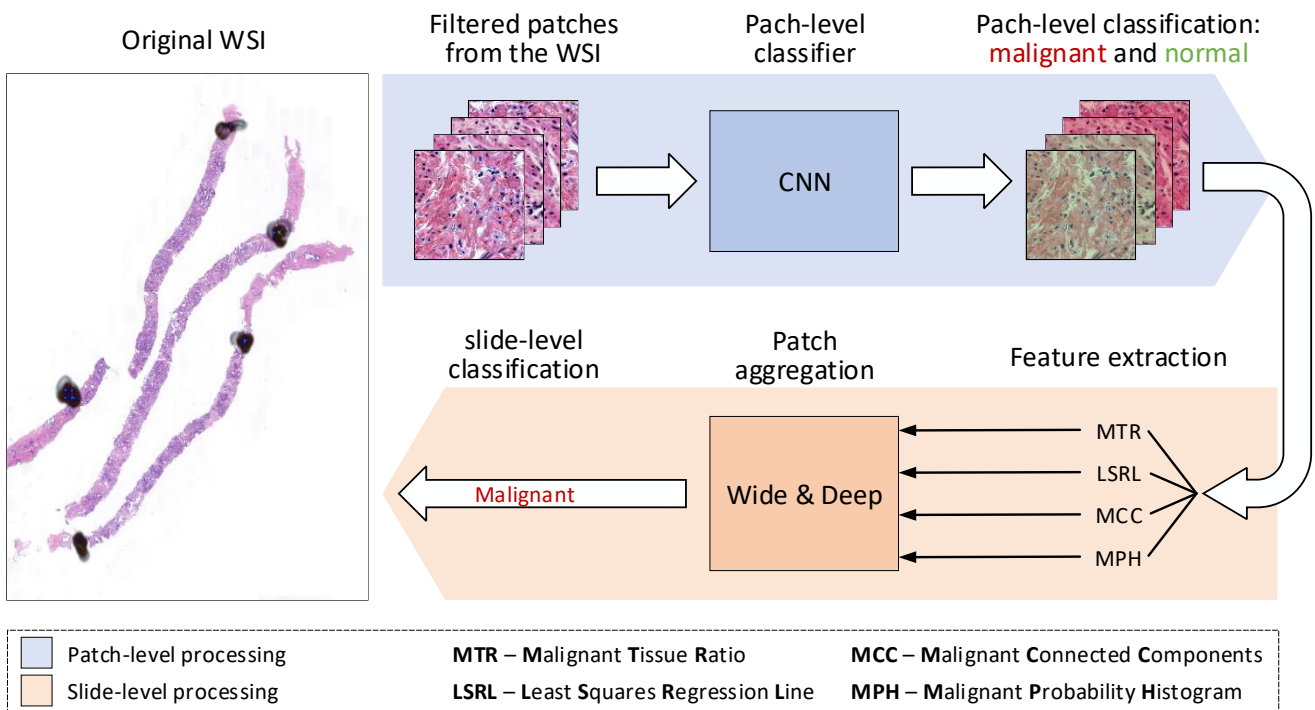 Original WSI
Filtered patches
from the WSI
Pach-level
classifier
Pach-level classification:
malignant and normal
CNN
slide-level
classification
Patch
aggregation
Feature extraction
Malignant
Wide & Deep
MTR
LSRL
MCC
MPH
Patch-level processing
Slide-level processing
MTR – Malignant Tissue Ratio
LSRL – Least Squares Regression Line
MCC – Malignant Connected Components
MPH – Malignant Probability Histogram